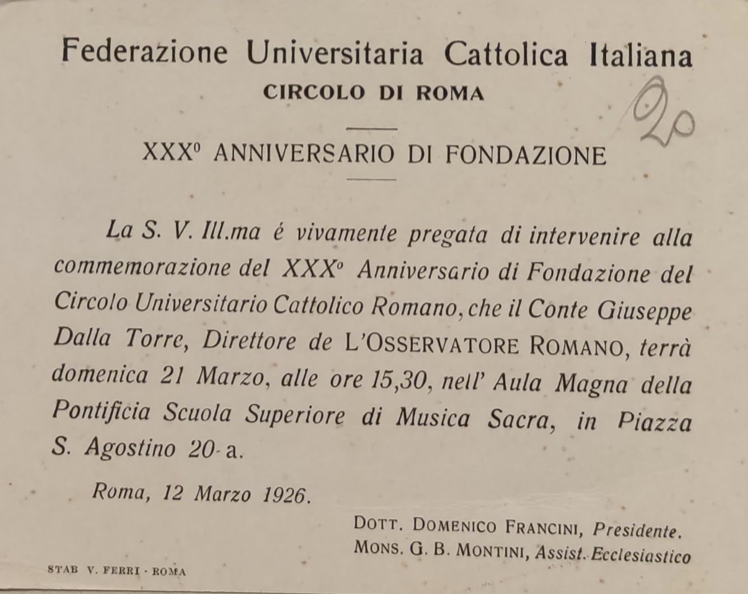 Federazione Universitaria Cattolica Italiana
CIRCOLO DI ROMA
20
XXXº ANNIVERSARIO DI FONDAZIONE
La S. V. Ill.ma é vivamente pregata di intervenire alla
commemorazione del XXXº Anniversario di Fondazione del
Circolo Universitario Cattolico Romano, che il Conte Giuseppe
Dalla Torre, Direttore de L'OSSERVATORE ROMANO, terrà
domenica 21 Marzo, alle ore 15,30, nell' Aula Magna della
Pontificia Scuola Superiore di Musica Sacra, in Piazza
S. Agostino 20-a.
Roma, 12 Marzo 1926.
DOTT. DOMENICO FRANCINI, Presidente.
MONS. G. B. MONTINI, Assist. Ecclesiastico
STAB V. FERRI - ROMA